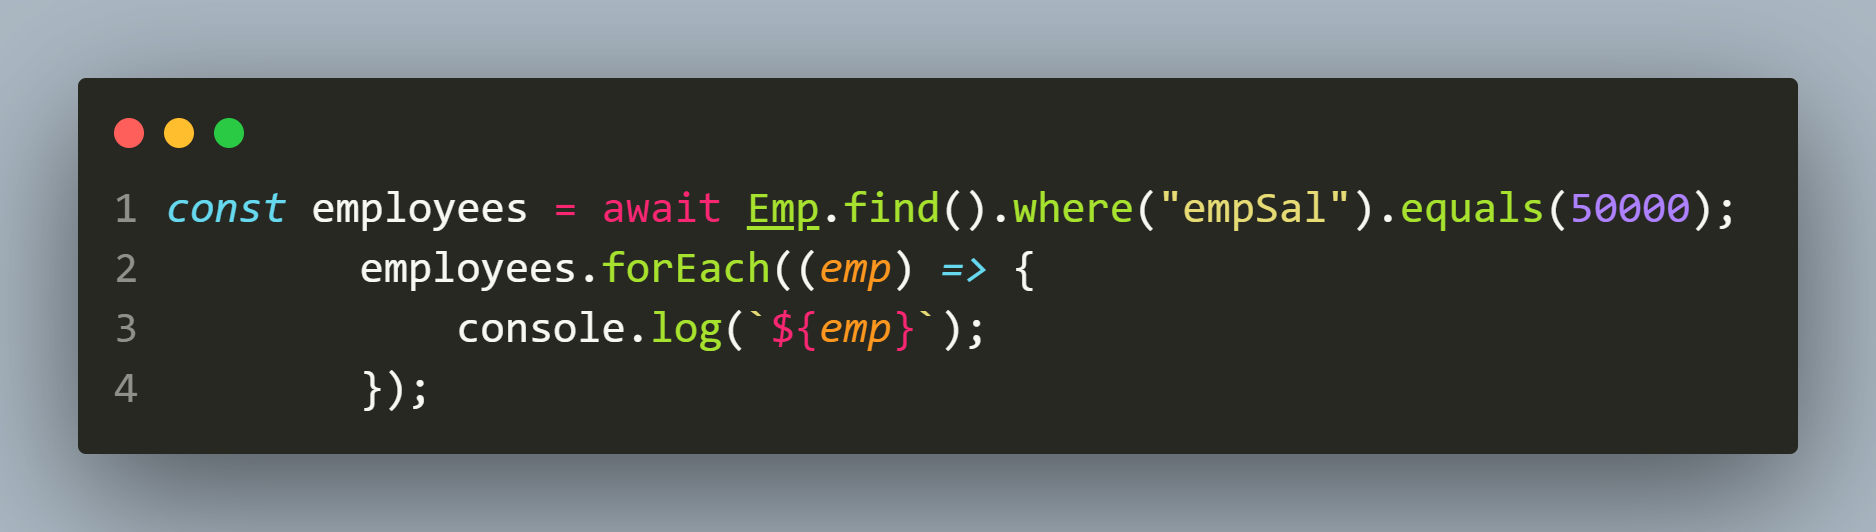 1 const employees = await Emp.find().where("empSal").equals(50000);
2         employees.forEach((emp) => {
3             console.log(`${emp}`);
4         });